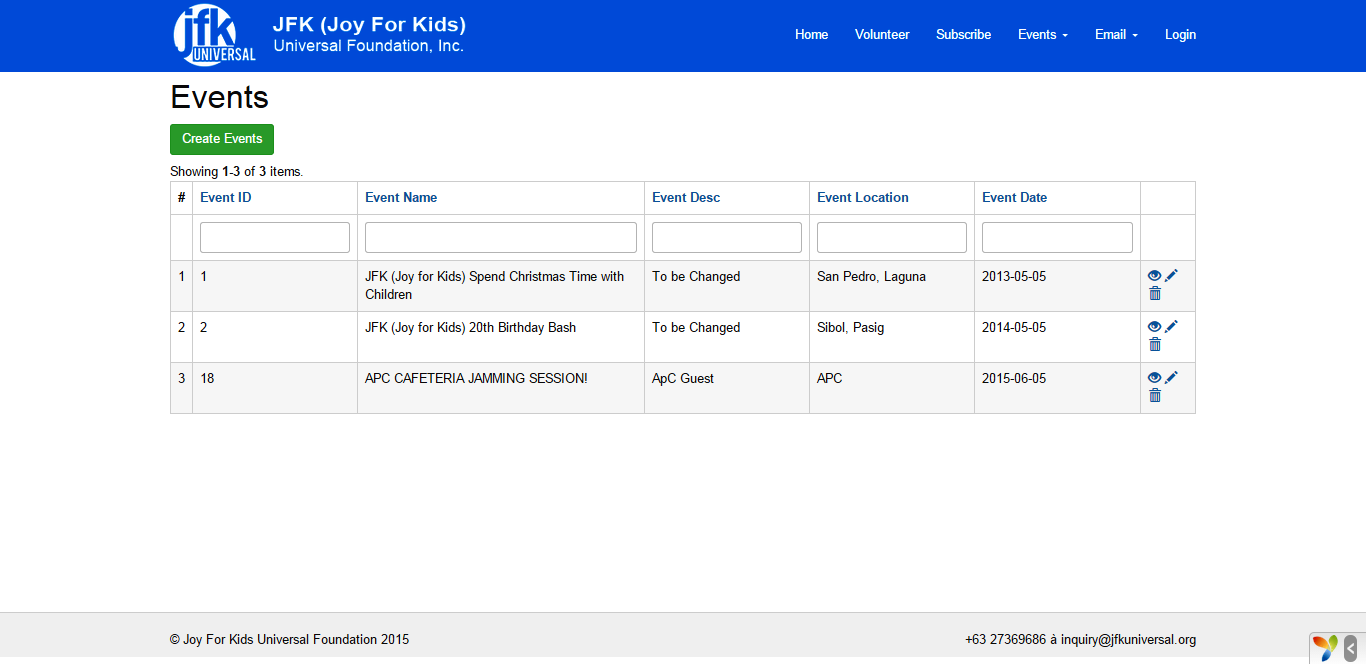 jfk
UNIVERSAL
JFK (Joy For Kids)
Universal Foundation, Inc.
Home Volunteer Subscribe Events Email Login
Events
Create Events
Showing 1-3 of 3 items.
# Event ID Event Name Event Desc Event Location Event Date
1 1 JFK (Joy for Kids) Spend Christmas Time with To be Changed San Pedro, Laguna 2013-05-05
Children
2 2 JFK (Joy for Kids) 20th Birthday Bash To be Changed Sibol, Pasig 2014-05-05
3 18 APC CAFETERIA JAMMING SESSION! ApC Guest APC 2015-06-05
© Joy For Kids Universal Foundation 2015 +63 27369686 à inquiry@jfkuniversal.org